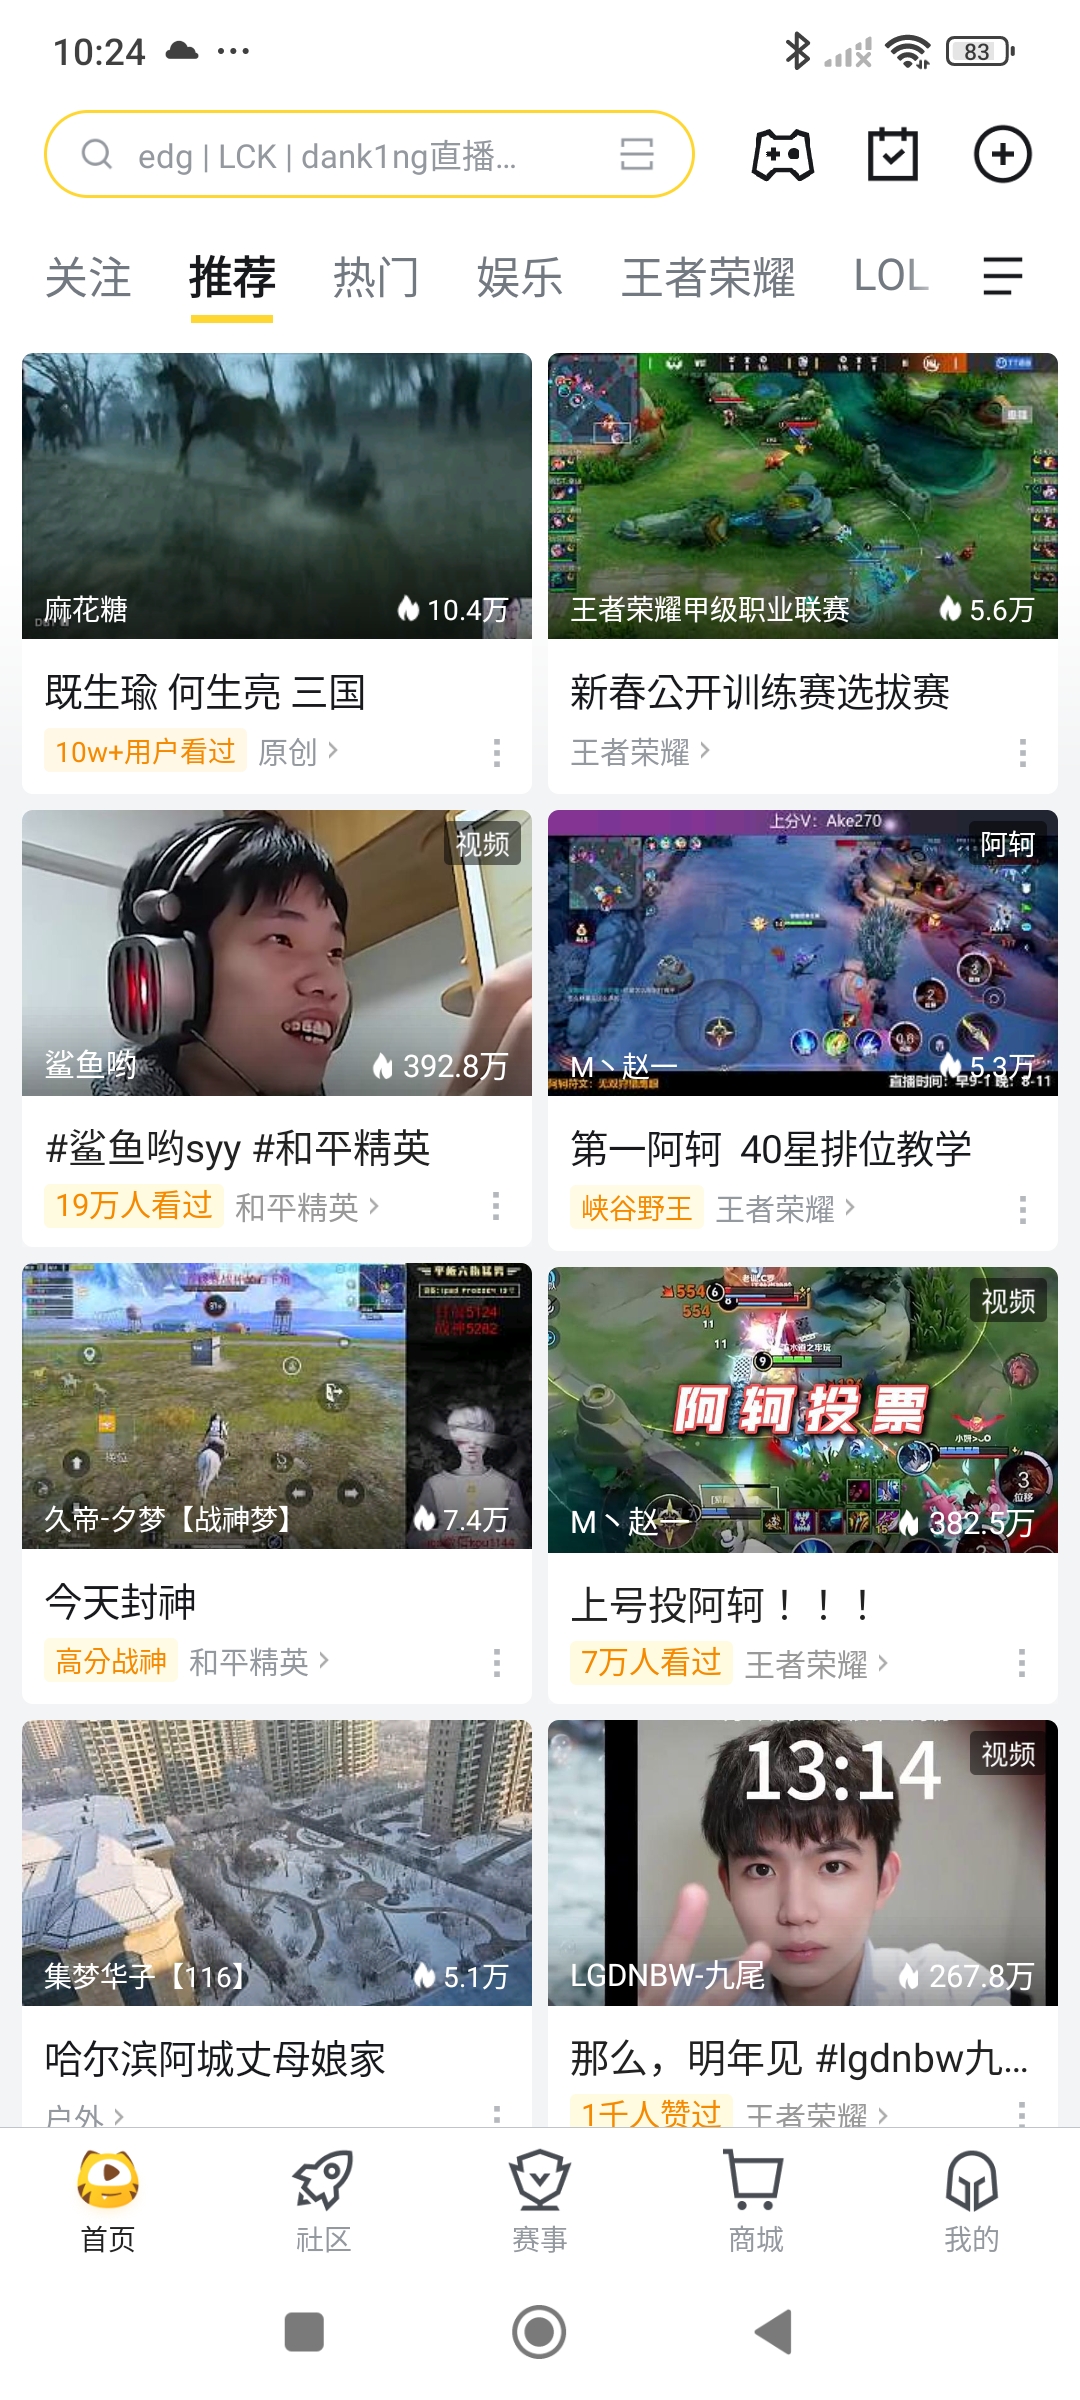 10:24
83
edg | LCK | dank1ng直播...
关注 推荐 热门 娱乐 王者荣耀 LOL
麻花糖 10.4万
既生瑜 何生亮 三国
10w+用户看过 原创
王者荣耀甲级职业联赛 5.6万
新春公开训练赛选拔赛
王者荣耀
视频
鲨鱼哟 392.8万
#鲨鱼哟syy #和平精英
19万人看过 和平精英
上分V：Ake270
阿轲
M丶赵一 5.3万
直播时间：早9-1 晚：8-11
第一阿轲 40星排位教学
峡谷野王 王者荣耀
久帝-夕梦【战神梦】 7.4万
今天封神
高分战神 和平精英
视频
554
554
11
11
阿轲投票
3
位移
M丶赵一 382.5万
上号投阿轲！！！
7万人看过 王者荣耀
集梦华子【116】 5.1万
哈尔滨阿城丈母娘家
户外
视频
13:14
LGDNBW-九尾 267.8万
那么，明年见 #lgdnbw九...
1千人赞过 王者荣耀
首页 社区 赛事 商城 我的